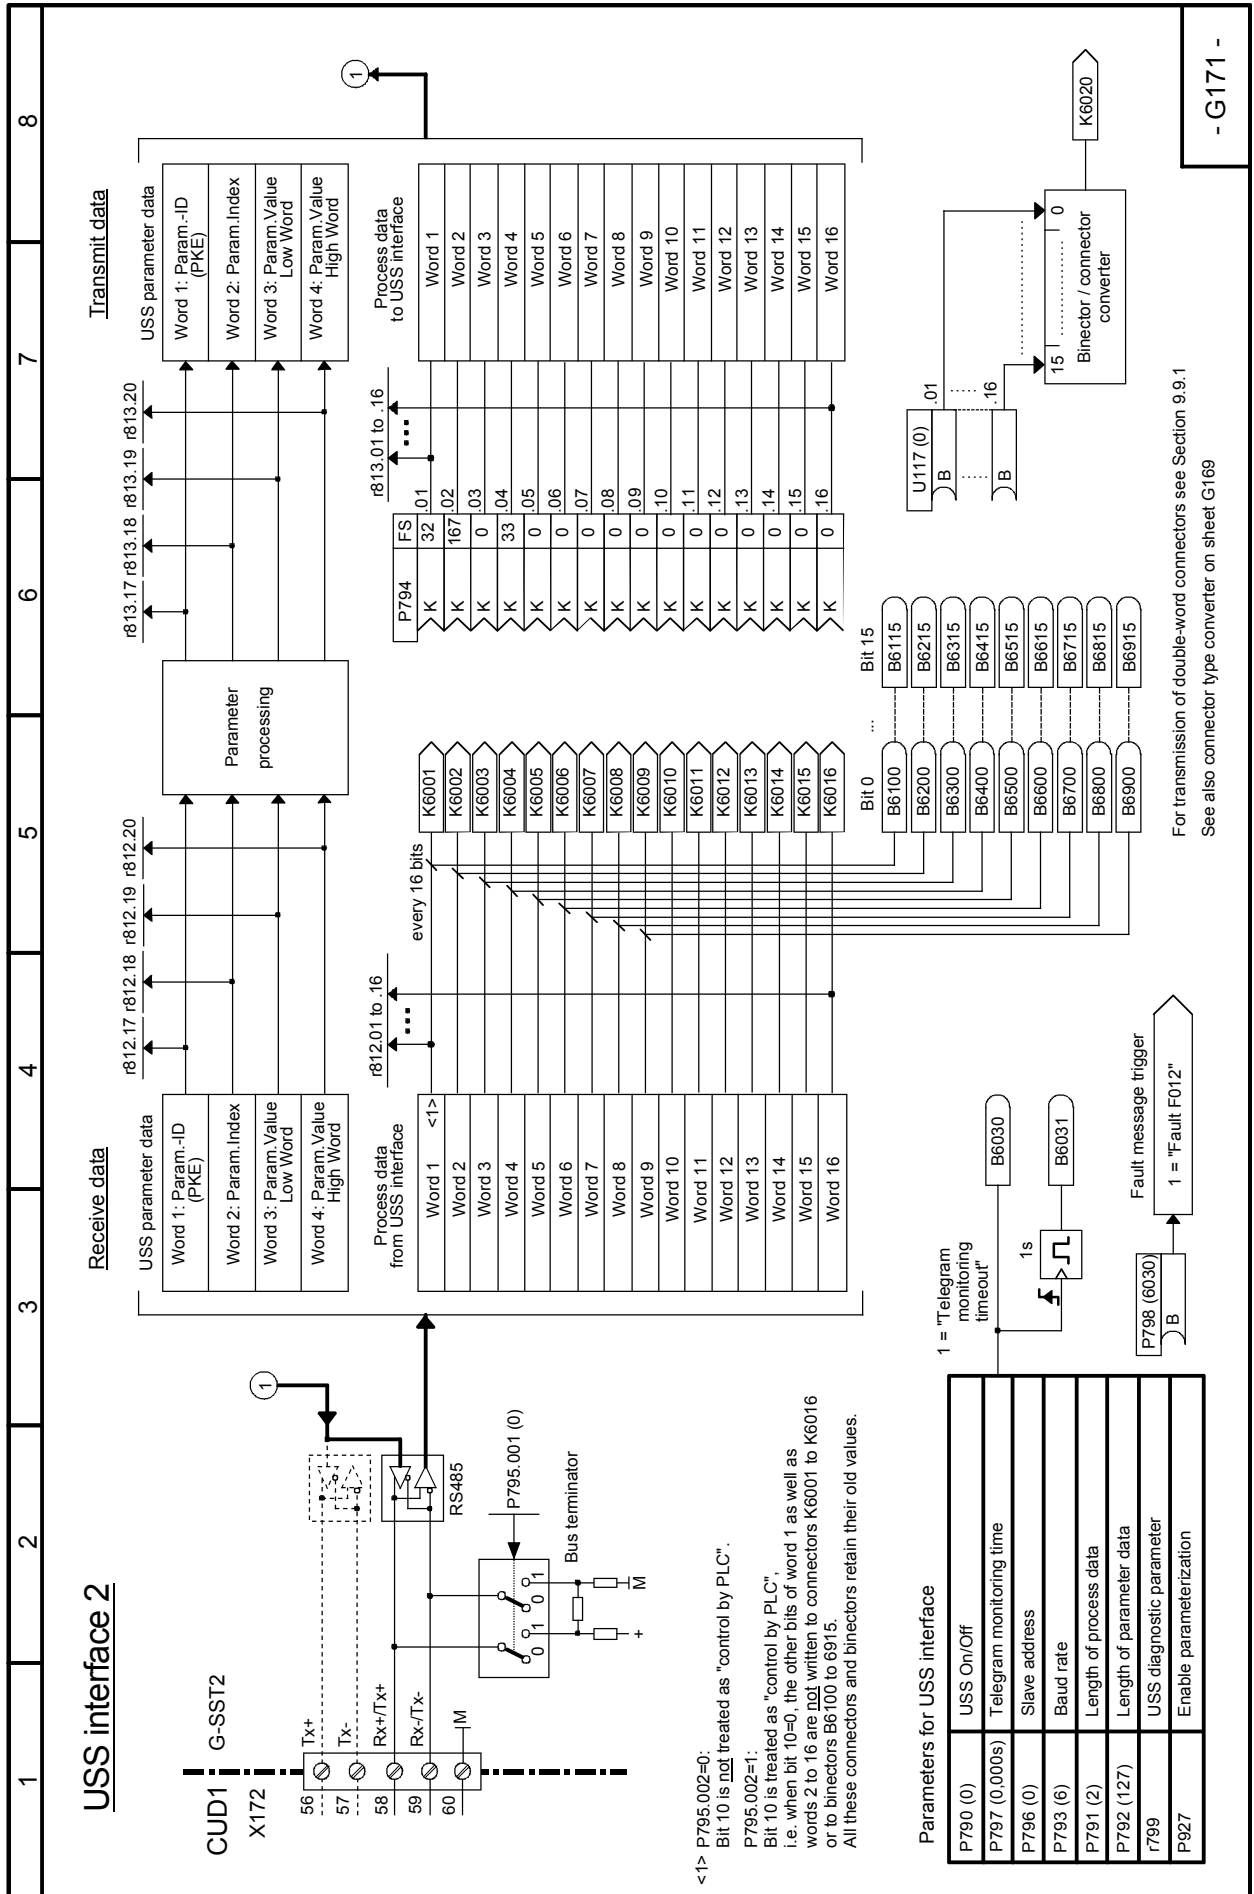 1 2 3 4 5 6 7 8
USS interface 2
CUD1
X172
G-SST2
56
57
58
59
60
Tx+
Tx-
Rx+/Tx+
Rx-/Tx-
M
1
RS485
P795.001 (0)
0 1 0 1
+
M
Bus terminator
<1> P795.002=0:
Bit 10 is not treated as "control by PLC".
P795.002=1:
Bit 10 is treated as "control by PLC",
i.e. when bit 10=0, the other bits of word 1 as well as
words 2 to 16 are not written to connectors K6001 to K6016
or to binectors B6100 to 6915.
All these connectors and binectors retain their old values.
Parameters for USS interface
P790 (0) USS On/Off
P797 (0,000s) Telegram monitoring time
P796 (0) Slave address
P793 (6) Baud rate
P791 (2) Length of process data
P792 (127) Length of parameter data
r799 USS diagnostic parameter
P927 Enable parameterization
1 = "Telegram
monitoring
timeout"
B6030
1s
B6031
Fault message trigger
P798 (6030)
B
1 = "Fault F012"
Receive data
USS parameter data
Word 1: Param.-ID
(PKE)
Word 2: Param.Index
Word 3: Param.Value
Low Word
Word 4: Param.Value
High Word
r812.17 r812.18 r812.19 r812.20
Parameter
processing
r813.17 r813.18 r813.19 r813.20
Transmit data
USS parameter data
Word 1: Param.-ID
(PKE)
Word 2: Param.Index
Word 3: Param.Value
Low Word
Word 4: Param.Value
High Word
1
Process data
from USS interface
Word 1 <1>
Word 2
Word 3
Word 4
Word 5
Word 6
Word 7
Word 8
Word 9
Word 10
Word 11
Word 12
Word 13
Word 14
Word 15
Word 16
r812.01 to .16
every 16 bits
K6001
K6002
K6003
K6004
K6005
K6006
K6007
K6008
K6009
K6010
K6011
K6012
K6013
K6014
K6015
K6016
Bit 0 ... Bit 15
B6100 B6115
B6200 B6215
B6300 B6315
B6400 B6415
B6500 B6515
B6600 B6615
B6700 B6715
B6800 B6815
B6900 B6915
P794 FS
K 32 .01
K 167 .02
K 0 .03
K 33 .04
K 0 .05
K 0 .06
K 0 .07
K 0 .08
K 0 .09
K 0 .10
K 0 .11
K 0 .12
K 0 .13
K 0 .14
K 0 .15
K 0 .16
r813.01 to .16
Process data
to USS interface
Word 1
Word 2
Word 3
Word 4
Word 5
Word 6
Word 7
Word 8
Word 9
Word 10
Word 11
Word 12
Word 13
Word 14
Word 15
Word 16
U117 (0)
B .01
B .16
15 0
Binector / connector
converter
K6020
For transmission of double-word connectors see Section 9.9.1
See also connector type converter on sheet G169
- G171 -